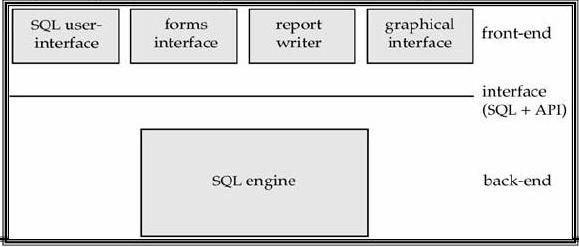 SQL user-
interface
forms
interface
report
writer
graphical
interface
front-end
interface
(SQL + API)
SQL engine
back-end